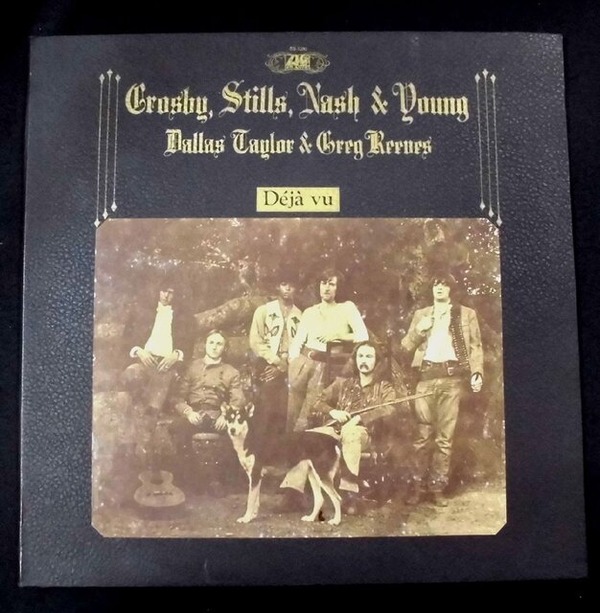 Crosby, Stills, Nash & Young
Dallas Taylor & Greg Reeves
Déjà vu